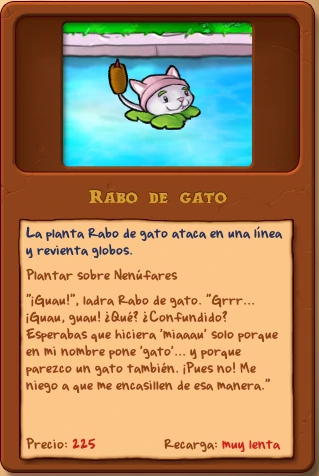 Rabo de gato
La planta Rabo de gato ataca en una línea
y revienta globos.
Plantar sobre Nenúfares
"¡Guau!", ladra Rabo de gato. "Grrr...
¡Guau, guau! ¿Qué? ¿Confundido?
Esperabas que hiciera 'miaaau' solo porque
en mi nombre pone 'gato'... y porque
parezco un gato también. ¡Pues no! Me
niego a que me encasillen de esa manera."
Precio: 225 Recarga: muy lenta